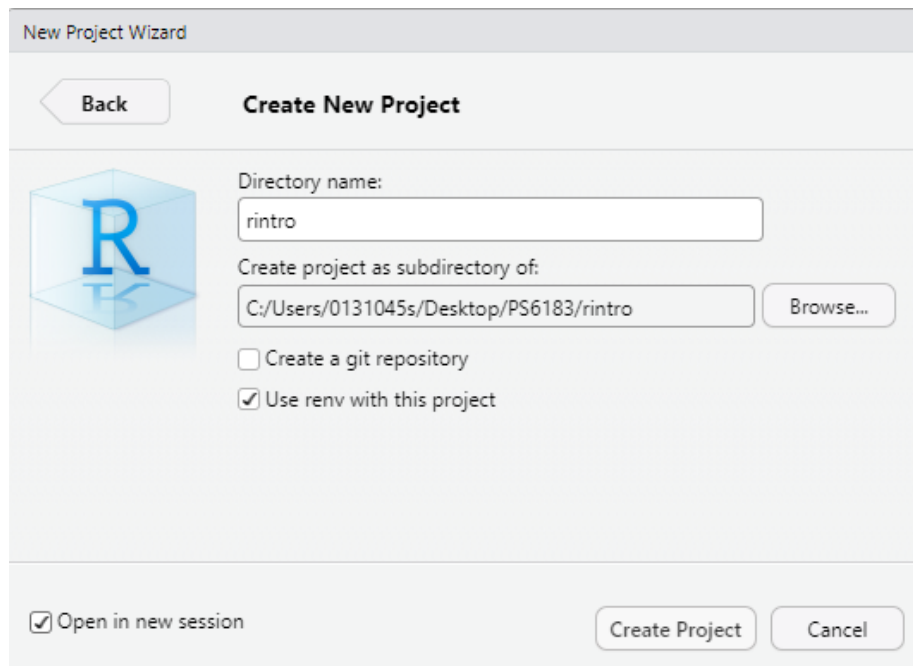 New Project Wizard
Back
Create New Project
R
Directory name:
rintro
Create project as subdirectory of:
C:/Users/0131045s/Desktop/PS6183/rintro
Browse...
Create a git repository
Use renv with this project
Open in new session
Create Project
Cancel